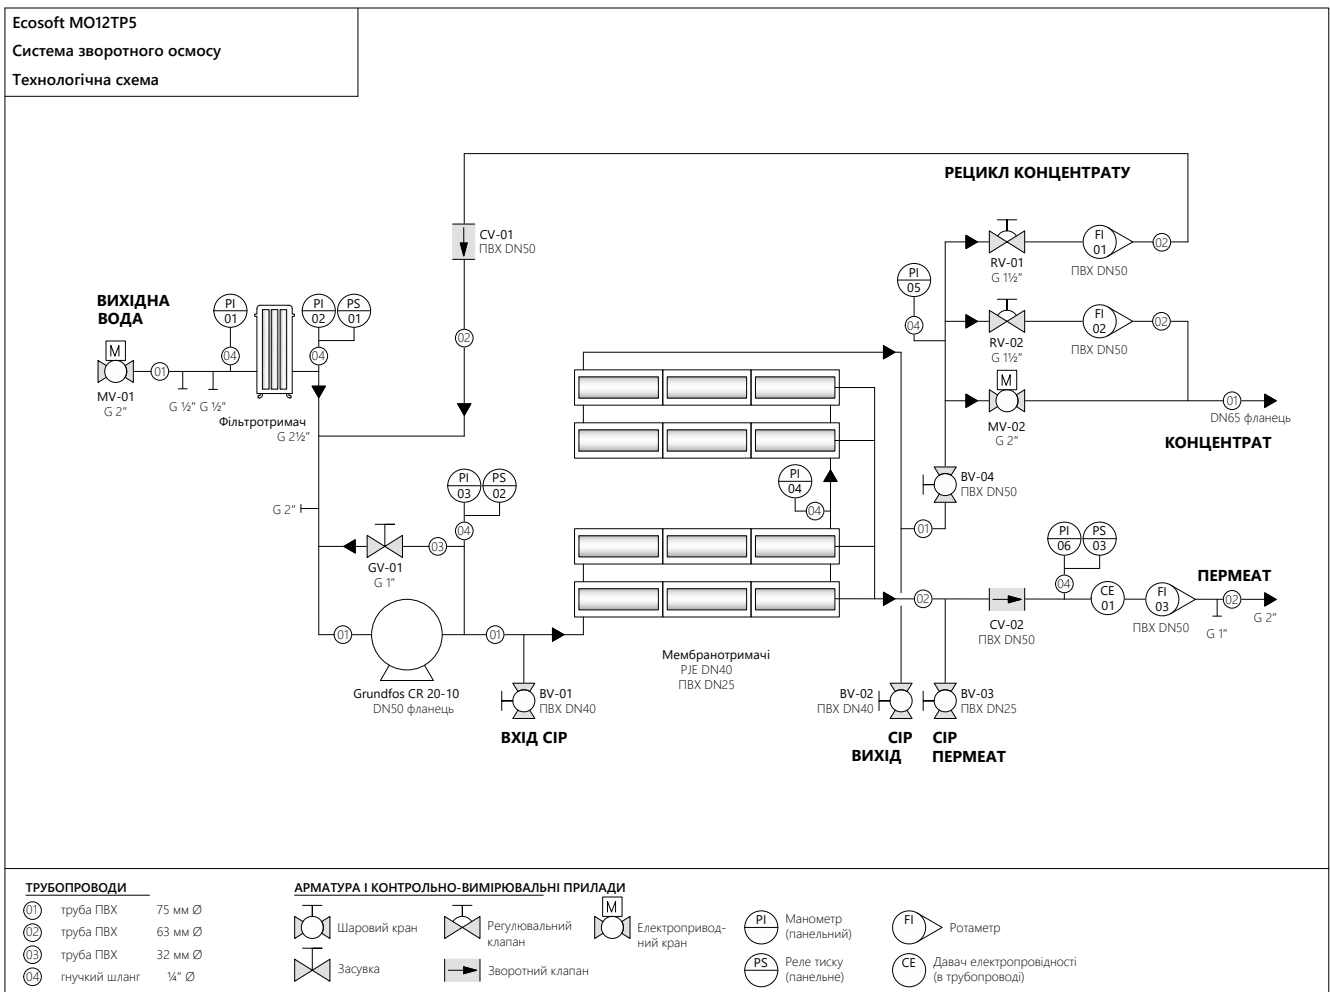 Ecosoft MO12TP5
Система зворотного осмосу
Технологічна схема
РЕЦИКЛ КОНЦЕНТРАТУ
CV-01
ПВХ DN50
RV-01
G 1½"
FI
01
ПВХ DN50
02
PI
05
04
RV-02
G 1½"
FI
02
ПВХ DN50
02
ВИХІДНА
ВОДА
M
MV-01
G 2"
01
PI
01
04
G ½" G ½"
PI
02
PS
01
04
Фільтротримач
G 2½"
02
M
MV-02
G 2"
01
DN65 фланець
КОНЦЕНТРАТ
BV-04
ПВХ DN50
01
PI
03
PS
02
04
G 2"
GV-01
G 1"
03
PI
04
04
PI
06
PS
03
04
ПЕРМЕАТ
02
CV-02
ПВХ DN50
CE
01
FI
03
ПВХ DN50
02
G 1"
G 2"
01
01
Grundfos CR 20-10
DN50 фланець
Мембранотримачі
PJE DN40
ПВХ DN25
BV-01
ПВХ DN40
ВХІД CIP
BV-02
ПВХ DN40
CIP
ВИХІД
BV-03
ПВХ DN25
CIP
ПЕРМЕАТ
ТРУБОПРОВОДИ
01 труба ПВХ 75 мм Ø
02 труба ПВХ 63 мм Ø
03 труба ПВХ 32 мм Ø
04 гнучкий шланг ¼" Ø
АРМАТУРА І КОНТРОЛЬНО-ВИМІРЮВАЛЬНІ ПРИЛАДИ
Шаровий кран
Засувка
Регулювальний
клапан
Зворотний клапан
M
Електропривод-
ний кран
PI
Манометр
(панельний)
PS
Реле тиску
(панельне)
FI
Ротаметр
CE
Давач електропровідності
(в трубопроводі)